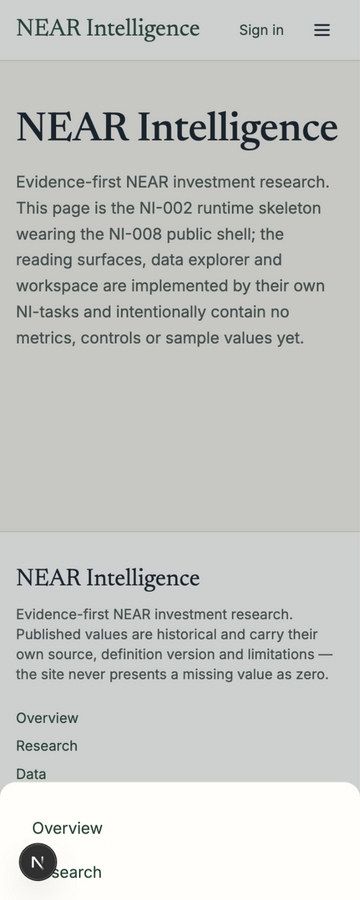 NEAR Intelligence
Sign in
NEAR Intelligence
Evidence-first NEAR investment research.
This page is the NI-002 runtime skeleton
wearing the NI-008 public shell; the
reading surfaces, data explorer and
workspace are implemented by their own
NI-tasks and intentionally contain no
metrics, controls or sample values yet.
NEAR Intelligence
Evidence-first NEAR investment research.
Published values are historical and carry their
own source, definition version and limitations —
the site never presents a missing value as zero.
Overview
Research
Data
Overview
N
search